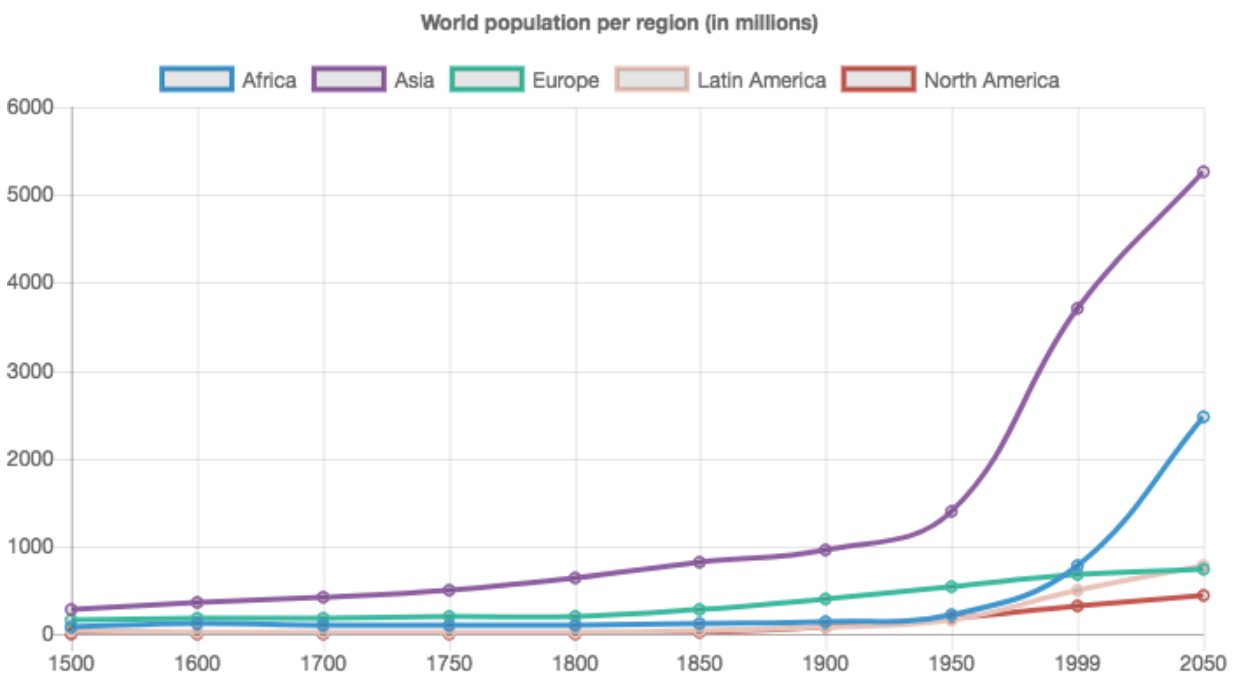 World population per region (in millions)
Africa Asia Europe Latin America North America
6000
5000
4000
3000
2000
1000
0
1500 1600 1700 1750 1800 1850 1900 1950 1999 2050